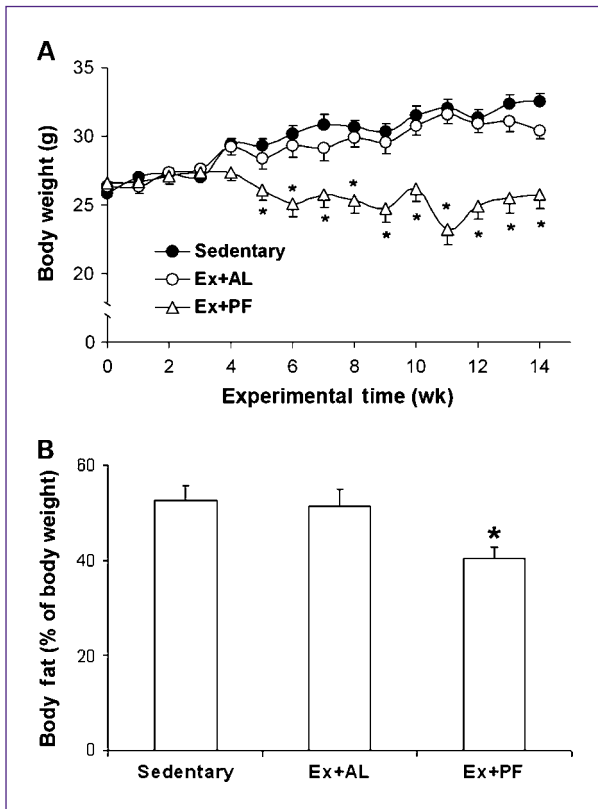 A
Body weight (g)
35
30
25
20
0
* * * * * * * * * *
Sedentary
Ex+AL
Ex+PF
0 2 4 6 8 10 12 14
Experimental time (wk)
B
Body fat (% of body weight)
60
40
20
0
*
Sedentary Ex+AL Ex+PF